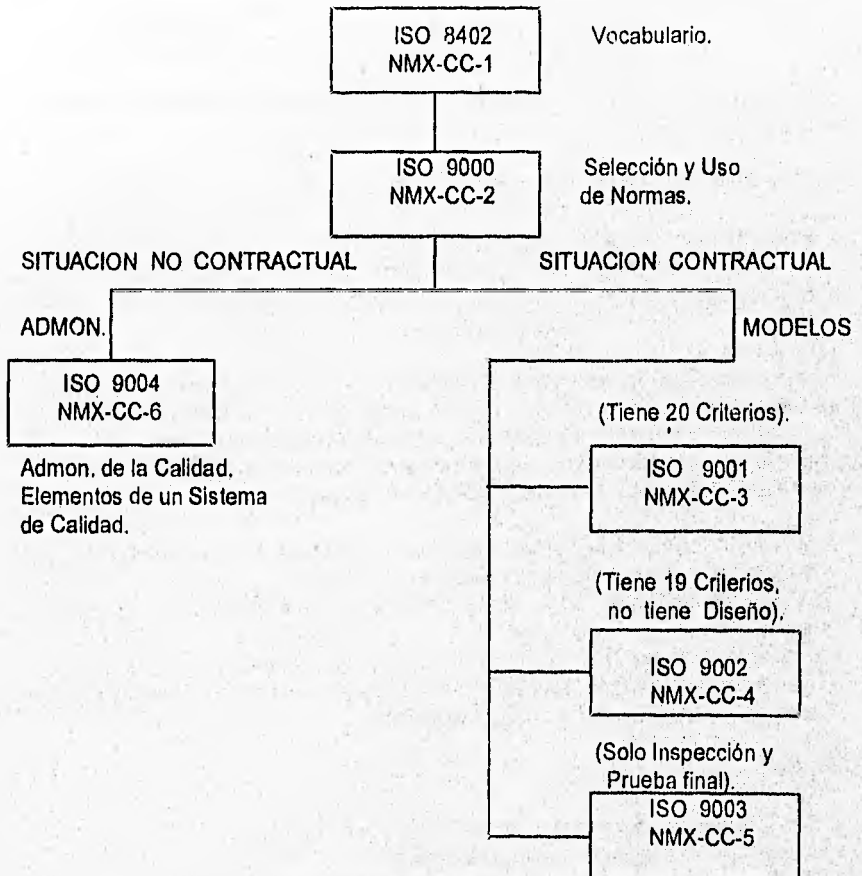 ISO 8402
NMX-CC-1
Vocabulario.
ISO 9000
NMX-CC-2
Selección y Uso
de Normas.
SITUACION NO CONTRACTUAL
SITUACION CONTRACTUAL
ADMON.
MODELOS
ISO 9004
NMX-CC-6
Admon. de la Calidad,
Elementos de un Sistema
de Calidad.
(Tiene 20 Criterios).
ISO 9001
NMX-CC-3
(Tiene 19 Criterios,
no tiene Diseño).
ISO 9002
NMX-CC-4
(Solo Inspección y
Prueba final).
ISO 9003
NMX-CC-5